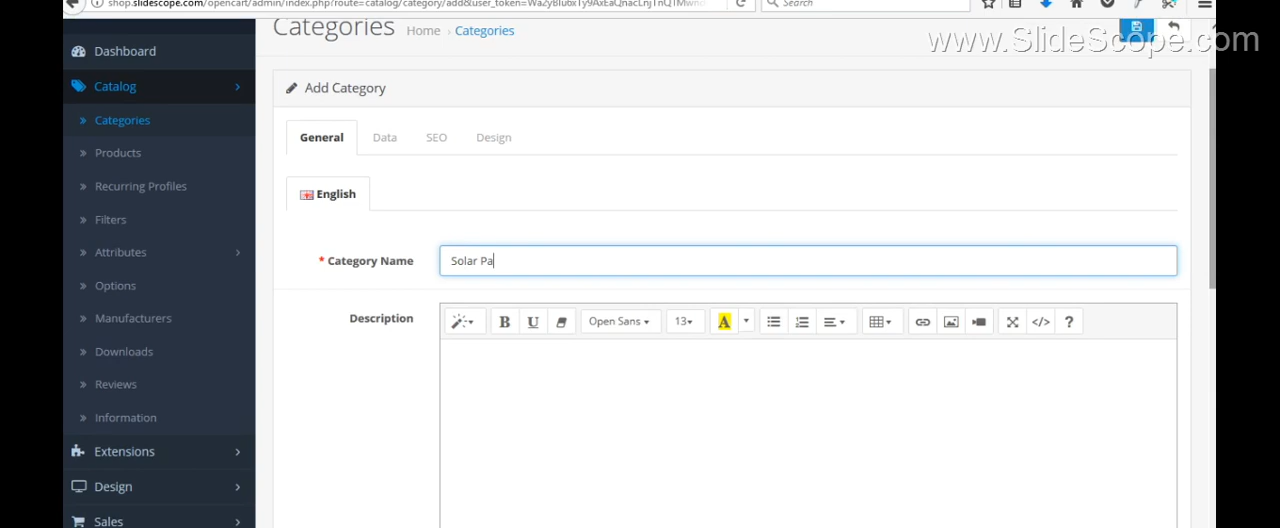 shop.slidescope.com/opencart/admin/index.php?route=catalog/category/add&user_token=
Search
www.SlideScope.com
Categories Home › Categories
Dashboard
Catalog
Categories
Products
Recurring Profiles
Filters
Attributes
Options
Manufacturers
Downloads
Reviews
Information
Extensions
Design
Sales
Add Category
General Data SEO Design
English
* Category Name Solar Pa
Description
B U Open Sans 13 A </> ?